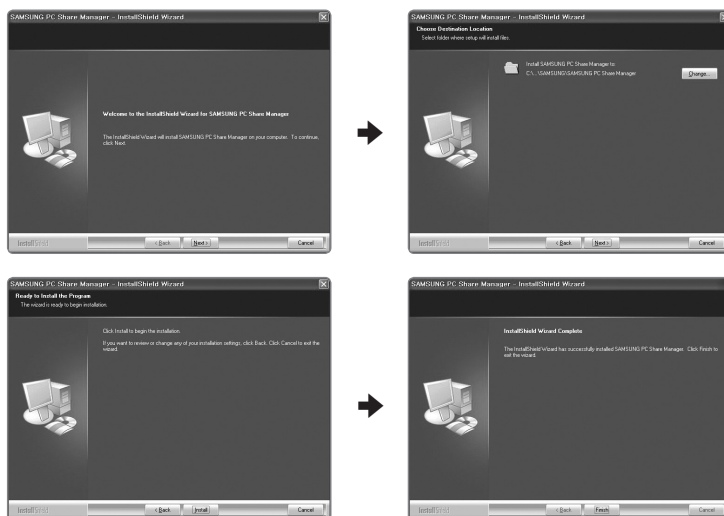 SAMSUNG PC Share Manager - InstallShield Wizard
Welcome to the InstallShield Wizard for SAMSUNG PC Share Manager
The InstallShield Wizard will install SAMSUNG PC Share Manager on your computer. To continue,
click Next.
InstallShield
< Back
Next >
Cancel
SAMSUNG PC Share Manager - InstallShield Wizard
Choose Destination Location
Select folder where setup will install files.
Install SAMSUNG PC Share Manager to:
C:\...\SAMSUNG\SAMSUNG PC Share Manager
Change...
InstallShield
< Back
Next >
Cancel
SAMSUNG PC Share Manager - InstallShield Wizard
Ready to Install the Program
The wizard is ready to begin installation.
Click Install to begin the installation.
If you want to review or change any of your installation settings, click Back. Click Cancel to exit the
wizard.
InstallShield
< Back
Install
Cancel
SAMSUNG PC Share Manager - InstallShield Wizard
InstallShield Wizard Complete
The InstallShield Wizard has successfully installed SAMSUNG PC Share Manager. Click Finish to
exit the wizard.
InstallShield
< Back
Finish
Cancel